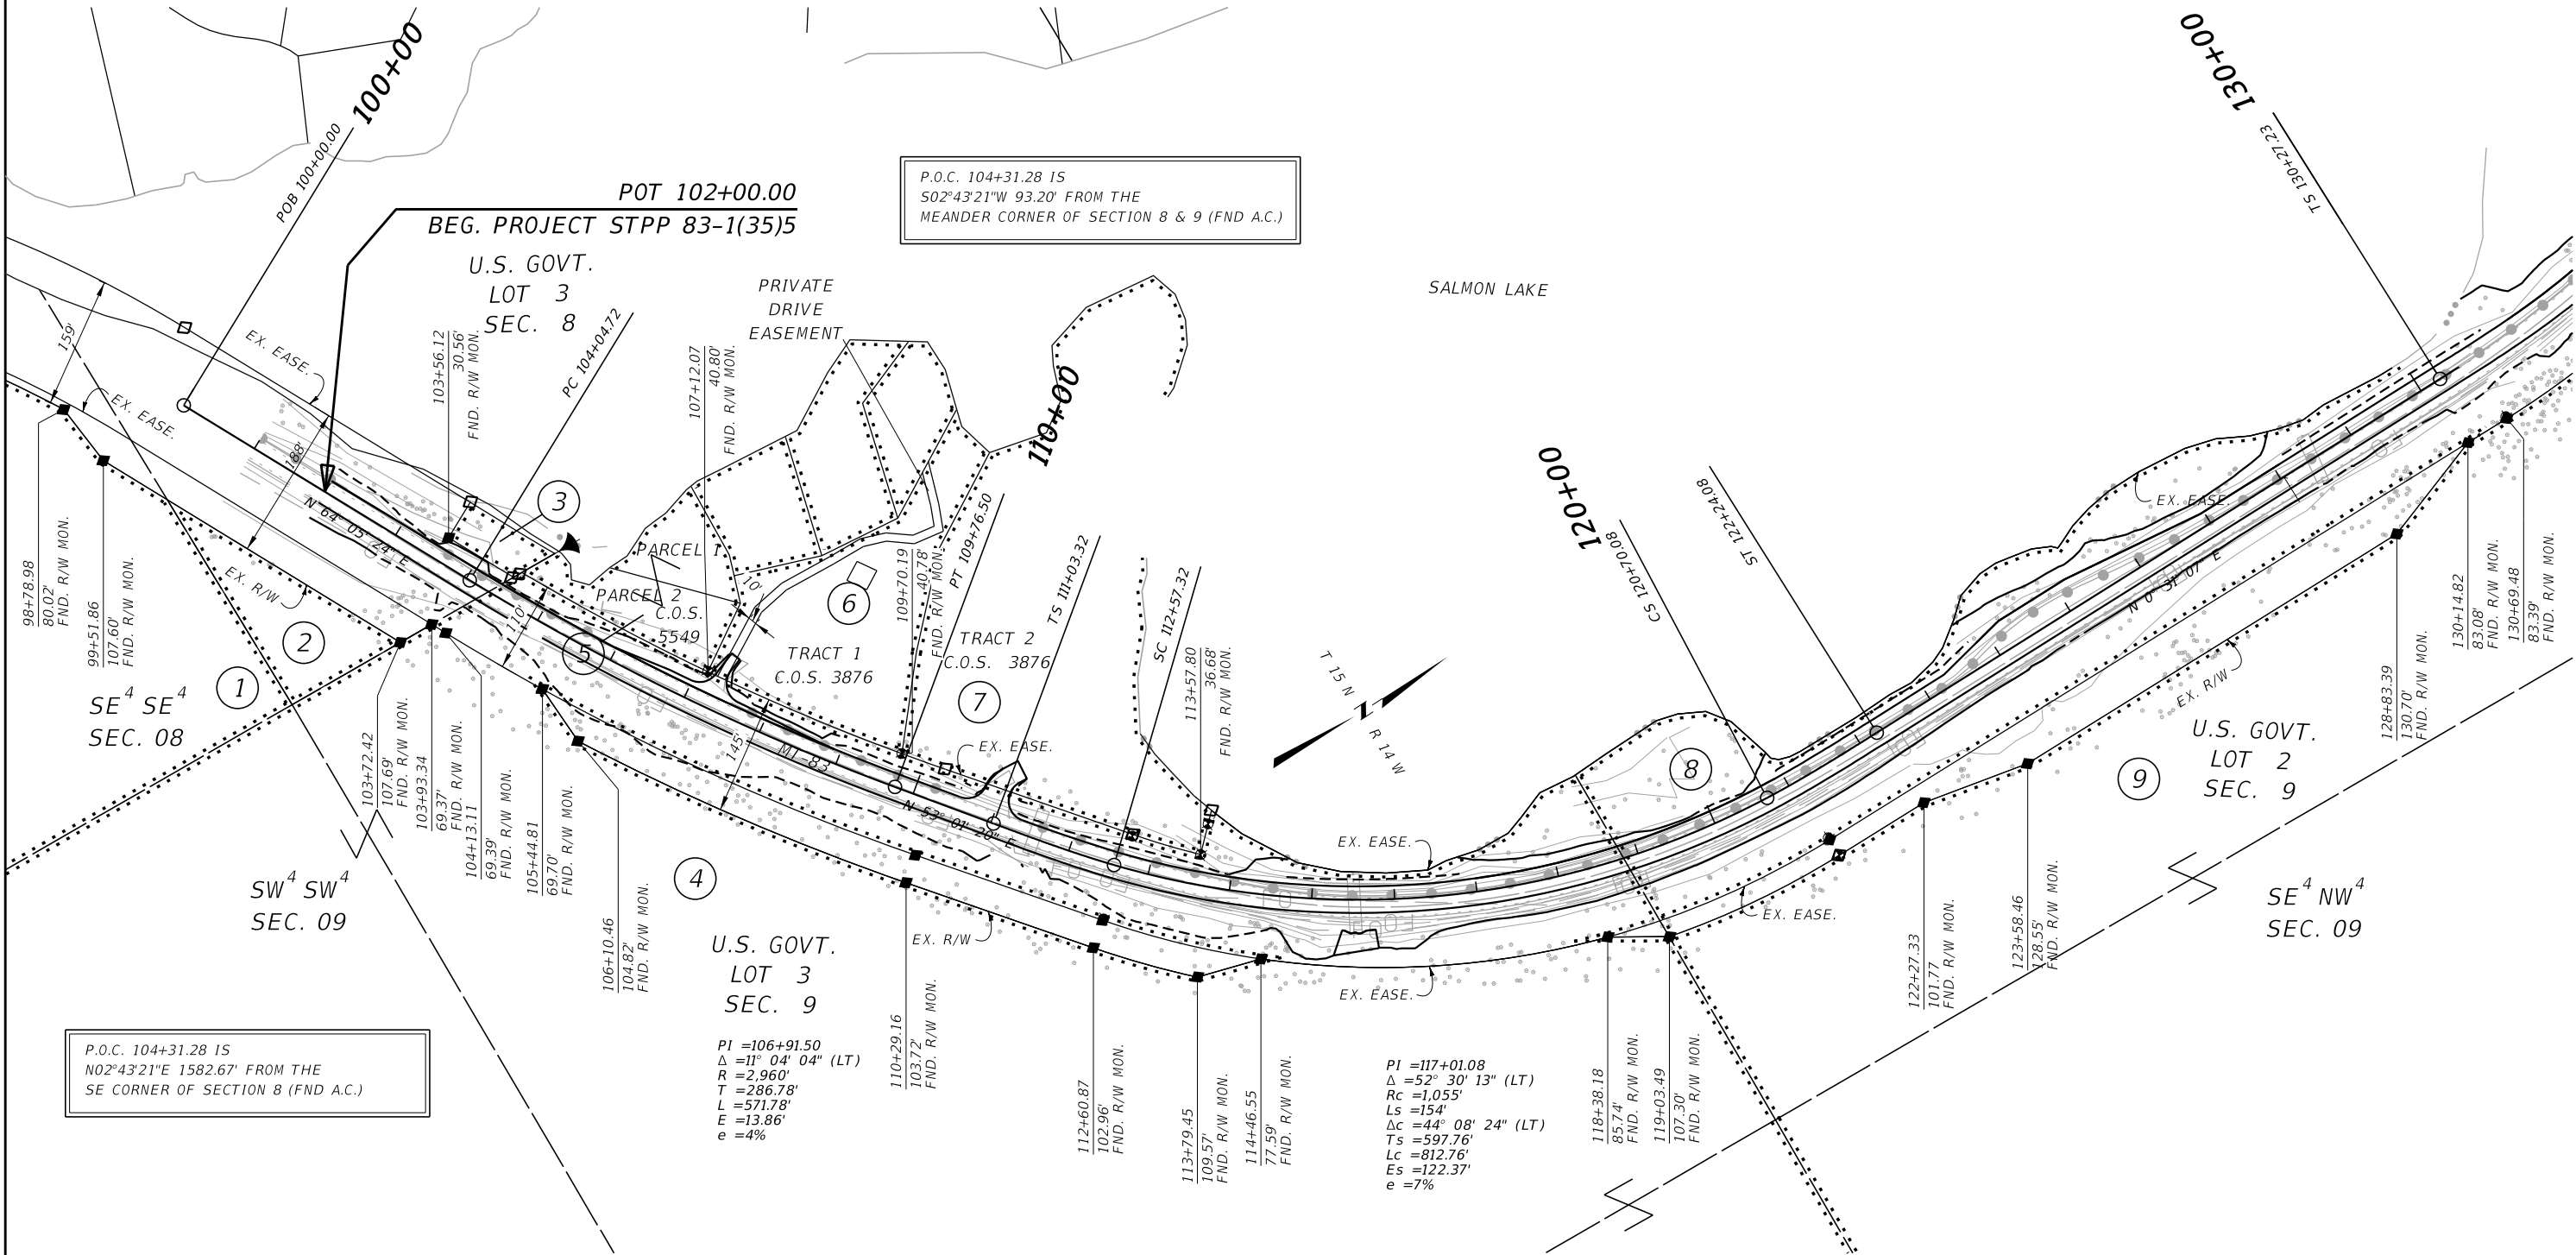 100+00
POB 100+00.00
POT 102+00.00
BEG. PROJECT STPP 83-1(35)5
P.O.C. 104+31.28 IS
S02°43'21"W 93.20' FROM THE
MEANDER CORNER OF SECTION 8 & 9 (FND A.C.)
130+00
TS 130+27.23
U.S. GOVT.
LOT 3
SEC. 8
PRIVATE
DRIVE
EASEMENT
SALMON LAKE
159'
EX. EASE.
EX. EASE.
188'
103+56.12
30.56'
FND. R/W MON.
PC 104+04.72
107+12.07
40.80'
FND. R/W MON.
110+00
120+00
N 64° 05' 24" E
3
PARCEL 1
PARCEL 2
C.O.S.
5549
10'
110'
5
6
109+70.19
40.78'
FND. R/W MON.
PT 109+76.50
TS 111+03.32
TRACT 1
C.O.S. 3876
TRACT 2
C.O.S. 3876
7
SC 112+57.32
113+57.80
36.68'
FND. R/W MON.
T 15 N
R 14 W
CS 120+70.08
ST 122+24.08
8
EX. EASE.
N 0° 31' 07" E
98+78.98
80.02'
FND. R/W MON.
99+51.86
107.60'
FND. R/W MON.
EX. R/W
2
1
SE⁴ SE⁴
SEC. 08
103+72.42
107.69'
FND. R/W MON.
103+93.34
69.37'
FND. R/W MON.
104+13.11
69.39'
FND. R/W MON.
105+44.81
69.70'
FND. R/W MON.
106+10.46
104.82'
FND. R/W MON.
145'
MT-83
N 53° 01' 20" E
EX. EASE.
EX. EASE.
4
SW⁴ SW⁴
SEC. 09
U.S. GOVT.
LOT 3
SEC. 9
EX. R/W
EX. EASE.
EX. EASE.
110+29.16
103.72'
FND. R/W MON.
112+60.87
102.96'
FND. R/W MON.
113+79.45
109.57'
FND. R/W MON.
114+46.55
77.59'
FND. R/W MON.
118+38.18
85.74'
FND. R/W MON.
119+03.49
107.30'
FND. R/W MON.
122+27.33
101.77
FND. R/W MON.
123+58.46
128.55'
FND. R/W MON.
9
EX. R/W
U.S. GOVT.
LOT 2
SEC. 9
128+83.39
130.70'
FND. R/W MON.
130+14.82
83.08'
FND. R/W MON.
130+69.48
83.39'
FND. R/W MON.
SE⁴ NW⁴
SEC. 09
P.O.C. 104+31.28 IS
N02°43'21"E 1582.67' FROM THE
SE CORNER OF SECTION 8 (FND A.C.)
PI =106+91.50
Δ =11° 04' 04" (LT)
R =2,960'
T =286.78'
L =571.78'
E =13.86'
e =4%
PI =117+01.08
Δ =52° 30' 13" (LT)
Rc =1,055'
Ls =154'
Δc =44° 08' 24" (LT)
Ts =597.76'
Lc =812.76'
Es =122.37'
e =7%